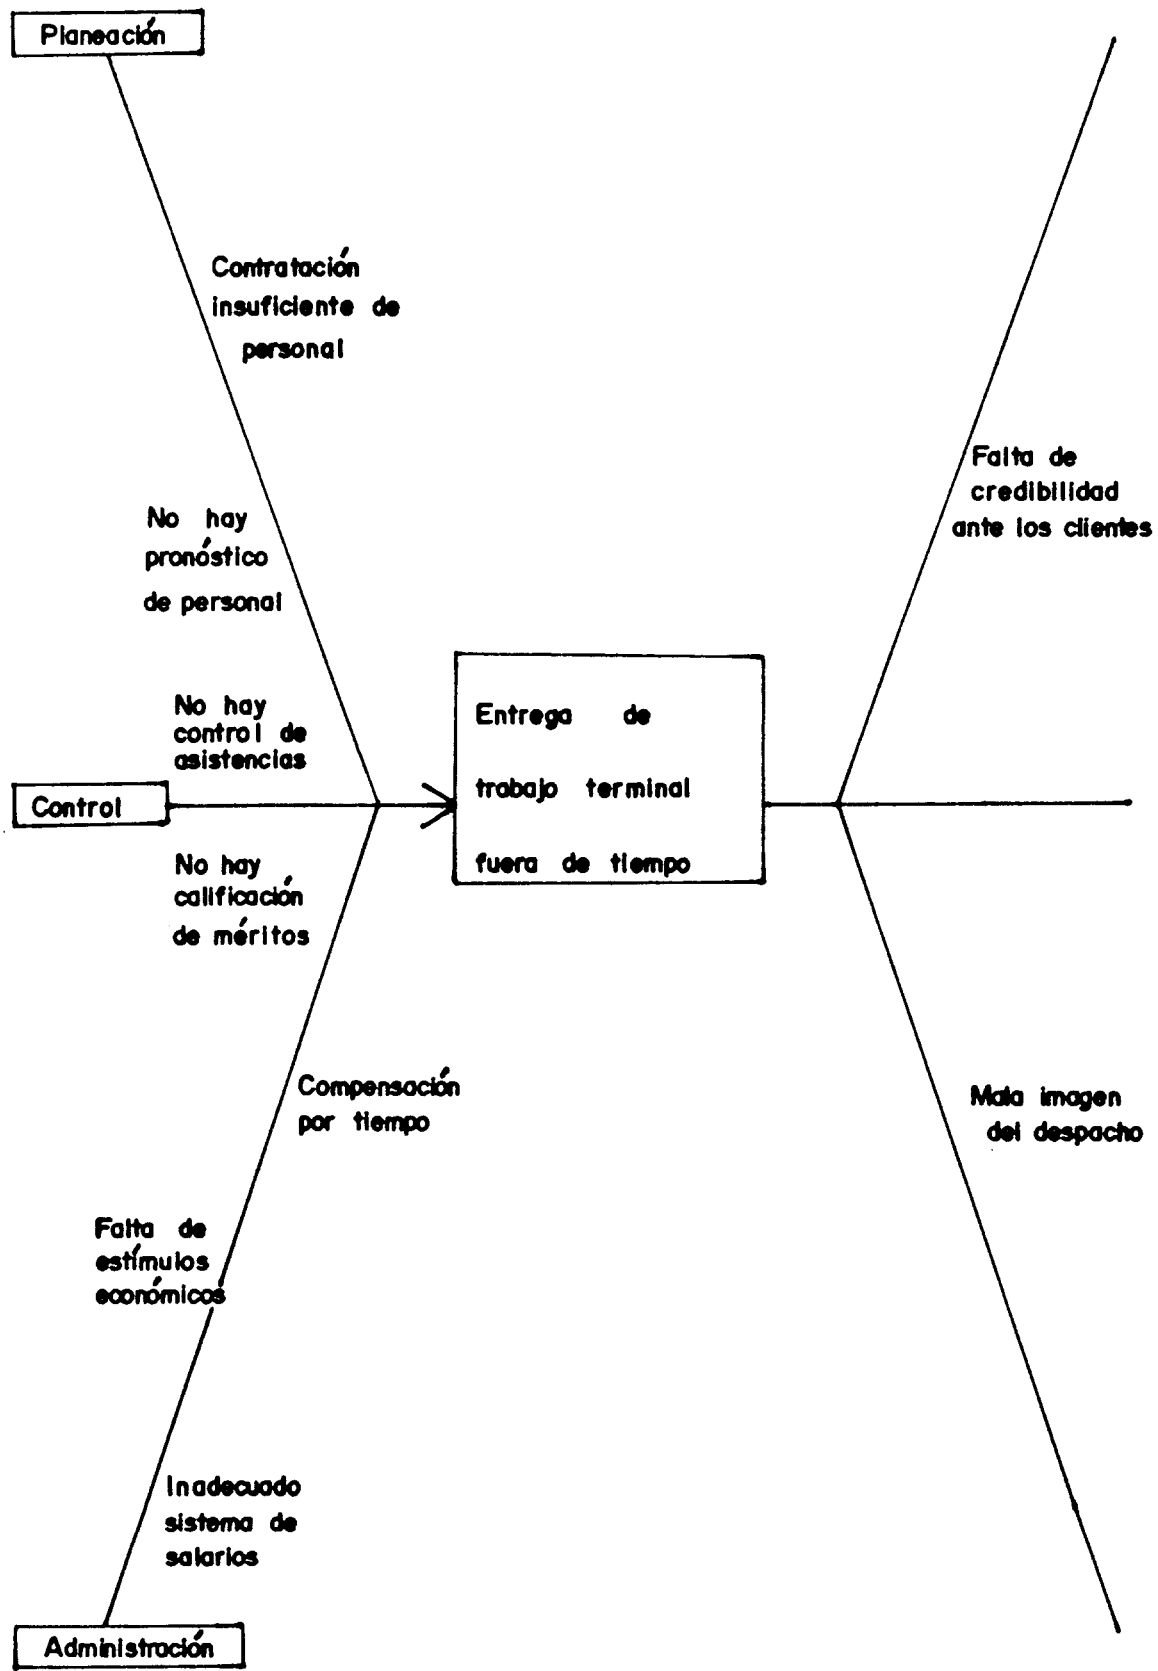 Planeación
Contratación
insuficiente de
personal
No hay
pronóstico
de personal
No hay
control de
asistencias
Control
No hay
calificación
de méritos
Compensación
por tiempo
Falta de
estímulos
económicos
Inadecuado
sistema de
salarios
Administración
Entrega de
trabajo terminal
fuera de tiempo
Falta de
credibilidad
ante los clientes
Mala imagen
del despacho